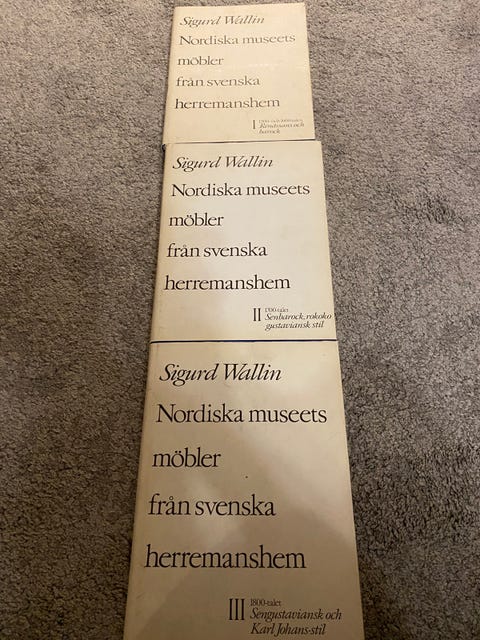 Sigurd Wallin
Nordiska museets
möbler
från svenska
herremanshem
I
Renässans och
barock
Sigurd Wallin
Nordiska museets
möbler
från svenska
herremanshem
II 1700-talet
Senbarock, rokoko
gustaviansk stil
Sigurd Wallin
Nordiska museets
möbler
från svenska
herremanshem
III 1800-talet
Sengustaviansk och
Karl Johans-stil